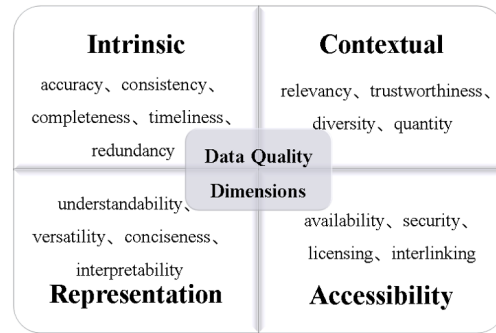 Intrinsic
accuracy、consistency、
completeness、timeliness、
redundancy
Contextual
relevancy、trustworthiness、
diversity、quantity
Data Quality
Dimensions
understandability、
versatility、conciseness、
interpretability
Representation
availability、security、
licensing、interlinking
Accessibility